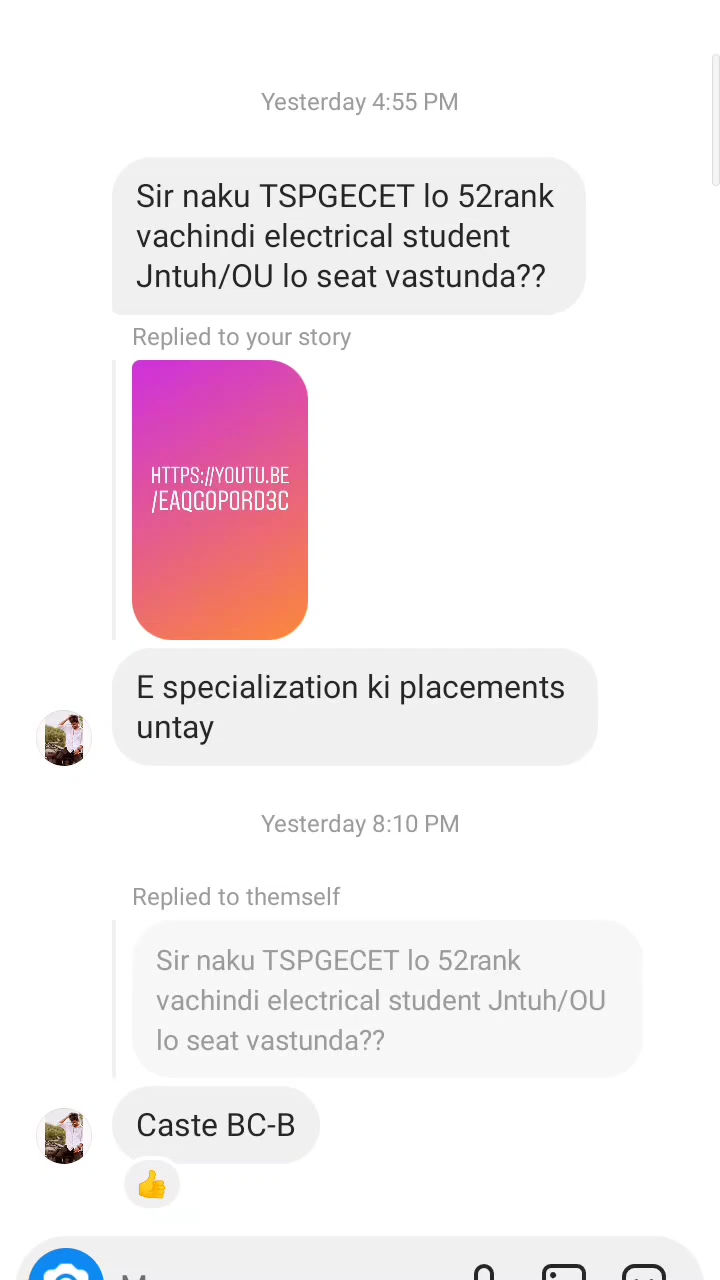 Yesterday 4:55 PM
Sir naku TSPGECET lo 52rank
vachindi electrical student
Jntuh/OU lo seat vastunda??
Replied to your story
HTTPS://YOUTU.BE
/EAQGOPORD3C
E specialization ki placements
untay
Yesterday 8:10 PM
Replied to themself
Sir naku TSPGECET lo 52rank
vachindi electrical student Jntuh/OU
lo seat vastunda??
Caste BC-B